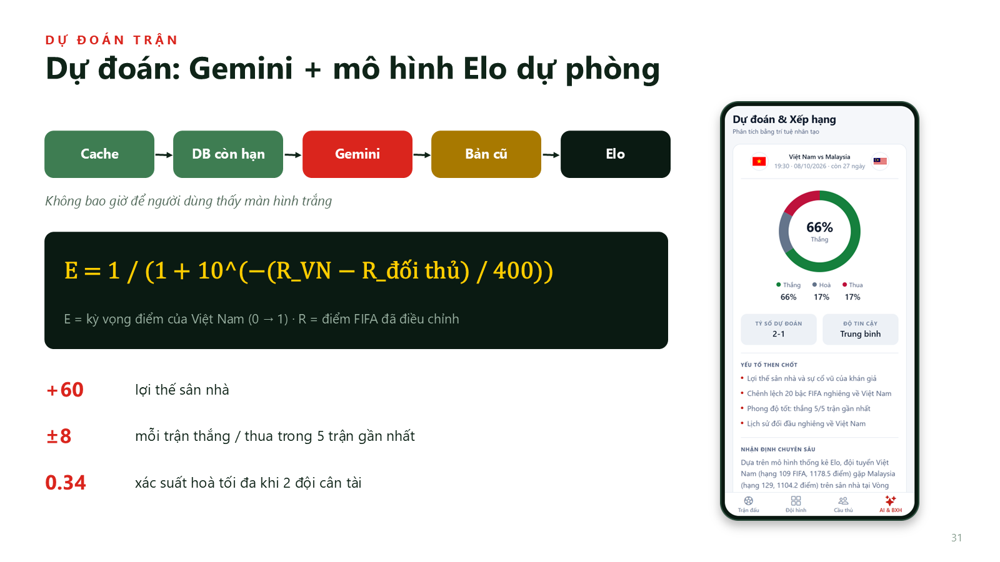 DỰ ĐOÁN TRẬN
Dự đoán: Gemini + mô hình Elo dự phòng
Cache
DB còn hạn
Gemini
Bản cũ
Elo
Không bao giờ để người dùng thấy màn hình trắng
E = 1 / (1 + 10^(−(R_VN − R_đối thủ) / 400))
E = kỳ vọng điểm của Việt Nam (0 → 1) · R = điểm FIFA đã điều chỉnh
+60 lợi thế sân nhà
±8 mỗi trận thắng / thua trong 5 trận gần nhất
0.34 xác suất hoà tối đa khi 2 đội cân tài
Dự đoán & Xếp hạng
Phân tích bằng trí tuệ nhân tạo
Việt Nam vs Malaysia
19:30 · 08/10/2026 · còn 27 ngày
66%
Thắng
Thắng Hoà Thua
66% 17% 17%
TỶ SỐ DỰ ĐOÁN
2-1
ĐỘ TIN CẬY
Trung bình
YẾU TỐ THEN CHỐT
Lợi thế sân nhà và sự cổ vũ của khán giả
Chênh lệch 20 bậc FIFA nghiêng về Việt Nam
Phong độ tốt: thắng 5/5 trận gần nhất
Lịch sử đối đầu nghiêng về Việt Nam
NHẬN ĐỊNH CHUYÊN SÂU
Dựa trên mô hình thống kê Elo, đội tuyển Việt
Nam (hạng 109 FIFA, 1178.5 điểm) gặp Malaysia
(hạng 129, 1104.2 điểm) trên sân nhà tại Vòng
Trận đấu Đội hình Cầu thủ AI & BXH
31